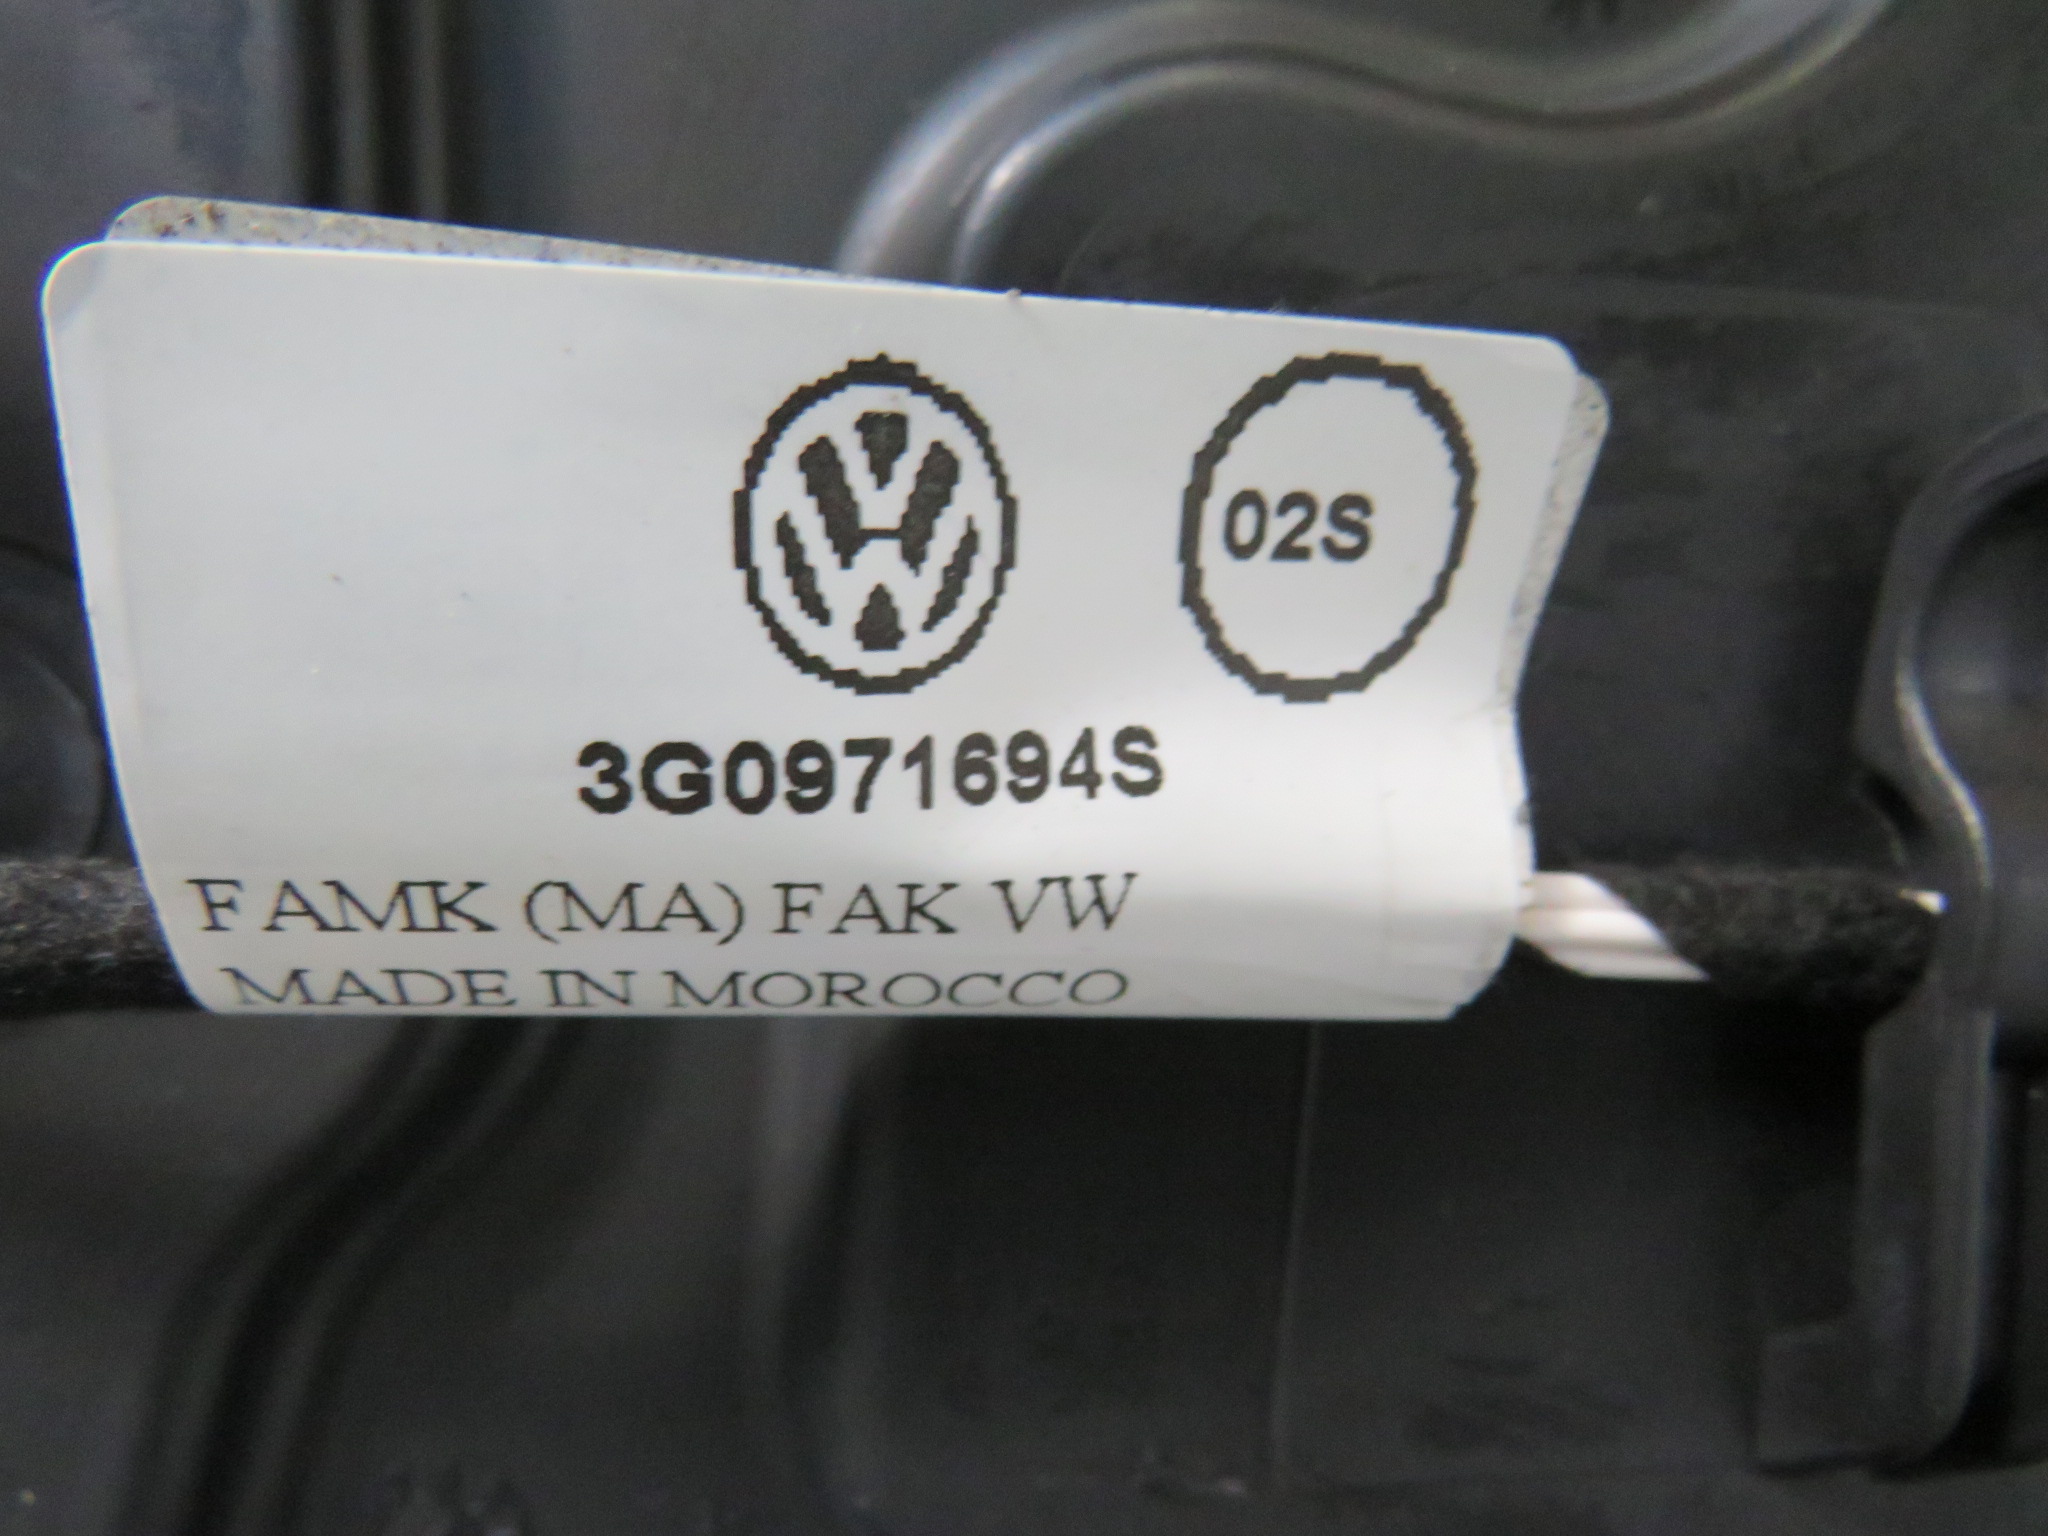 02S
3G0971694S
FAMK (MA) FAK VW
MADE IN MOROCCO